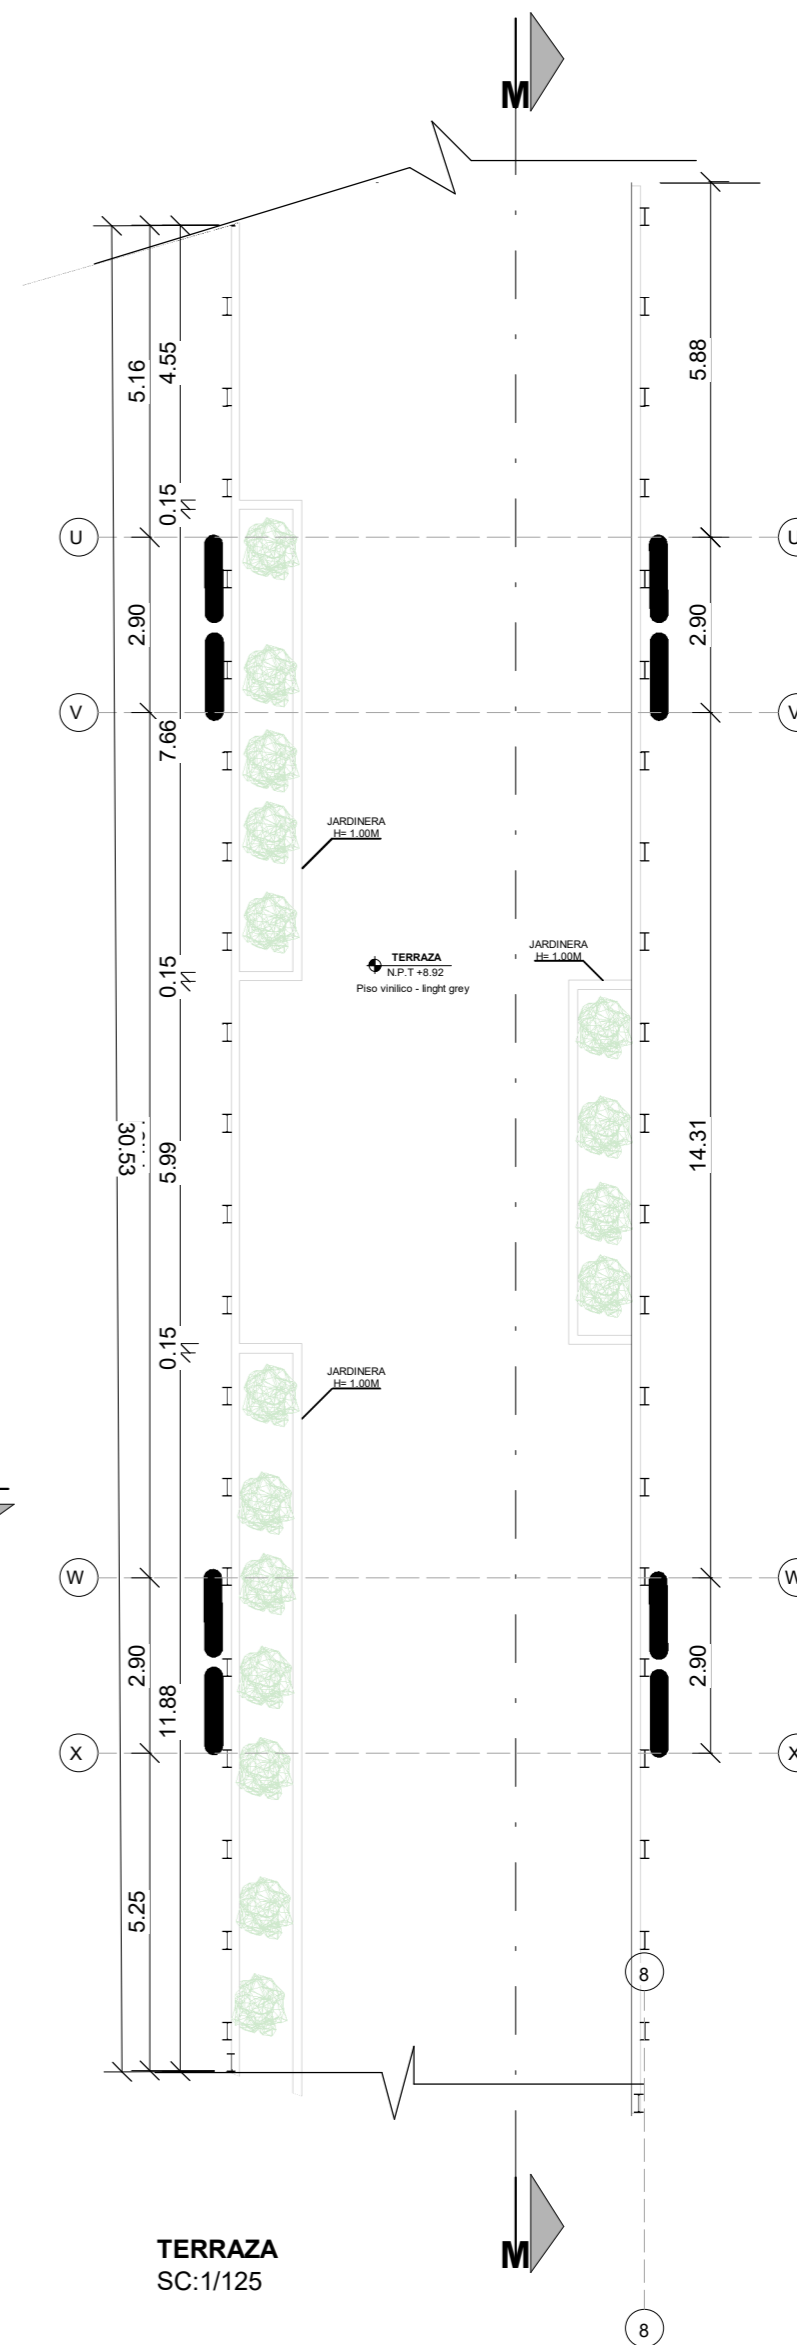 M
5.16
4.55
5.88
0.15
U
U
2.90
2.90
V
V
7.66
JARDINERA
H= 1.00M
0.15
TERRAZA
N.P.T +8.92
Piso vinilico - linght grey
JARDINERA
H= 1.00M
30.53
5.99
14.31
0.15
JARDINERA
H= 1.00M
W
W
2.90
11.88
2.90
X
X
5.25
8
M
TERRAZA
SC:1/125
8